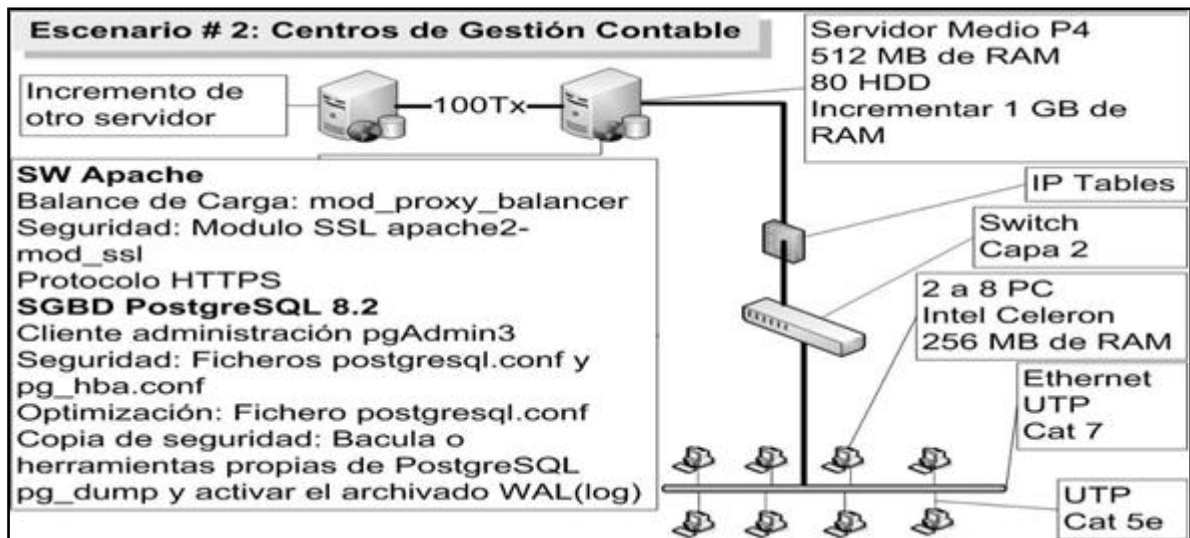 Escenario # 2: Centros de Gestión Contable
Incremento de
otro servidor
100Tx
Servidor Medio P4
512 MB de RAM
80 HDD
Incrementar 1 GB de
RAM
SW Apache
Balance de Carga: mod_proxy_balancer
Seguridad: Modulo SSL apache2-
mod_ssl
Protocolo HTTPS
SGBD PostgreSQL 8.2
Cliente administración pgAdmin3
Seguridad: Ficheros postgresql.conf y
pg_hba.conf
Optimización: Fichero postgresql.conf
Copia de seguridad: Bacula o
herramientas propias de PostgreSQL
pg_dump y activar el archivado WAL(log)
IP Tables
Switch
Capa 2
2 a 8 PC
Intel Celeron
256 MB de RAM
Ethernet
UTP
Cat 7
UTP
Cat 5e